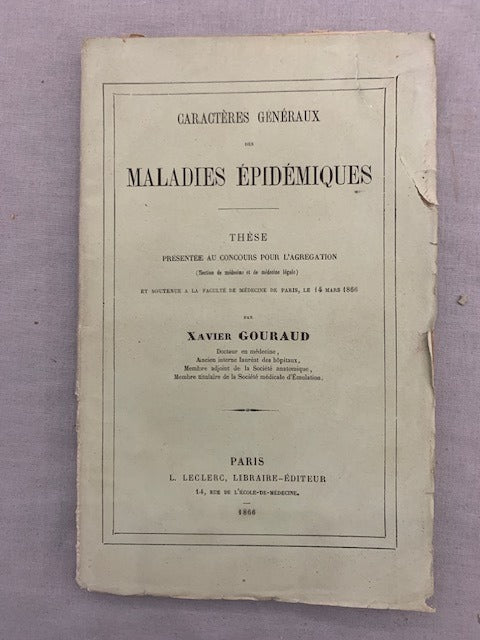 CARACTÈRES GÉNÉRAUX
DES
MALADIES ÉPIDÉMIQUES
THÈSE
PRÉSENTÉE AU CONCOURS POUR L'AGRÉGATION
(Section de médecine et de médecine légale)
ET SOUTENUE A LA FACULTÉ DE MÉDECINE DE PARIS, LE 14 MARS 1866
PAR
XAVIER GOURAUD
Docteur en médecine,
Ancien interne lauréat des hôpitaux,
Membre adjoint de la Société anatomique,
Membre titulaire de la Société médicale d'Émulation.
PARIS
L. LECLERC, LIBRAIRE-ÉDITEUR
14, RUE DE L'ÉCOLE-DE-MÉDECINE.
1866